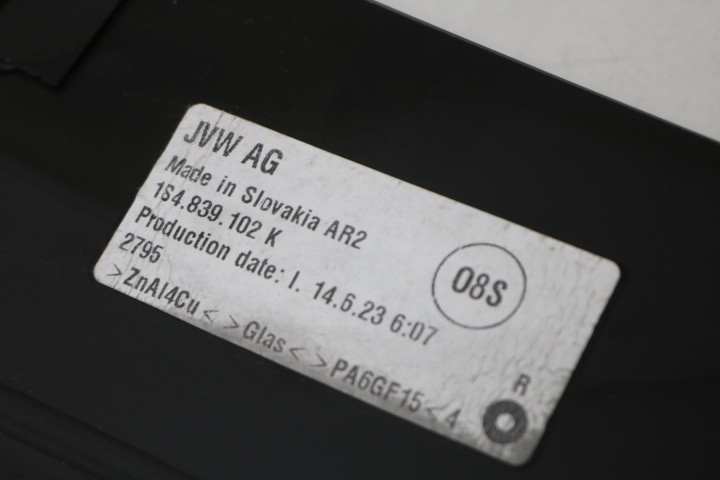 JVW AG
Made in Slovakia AR2
1S4.839.102 K
Production date: I. 14.6.23 6:07
2795
08S
>ZnAl4Cu< >Glas< >PA6GF15< 4
R